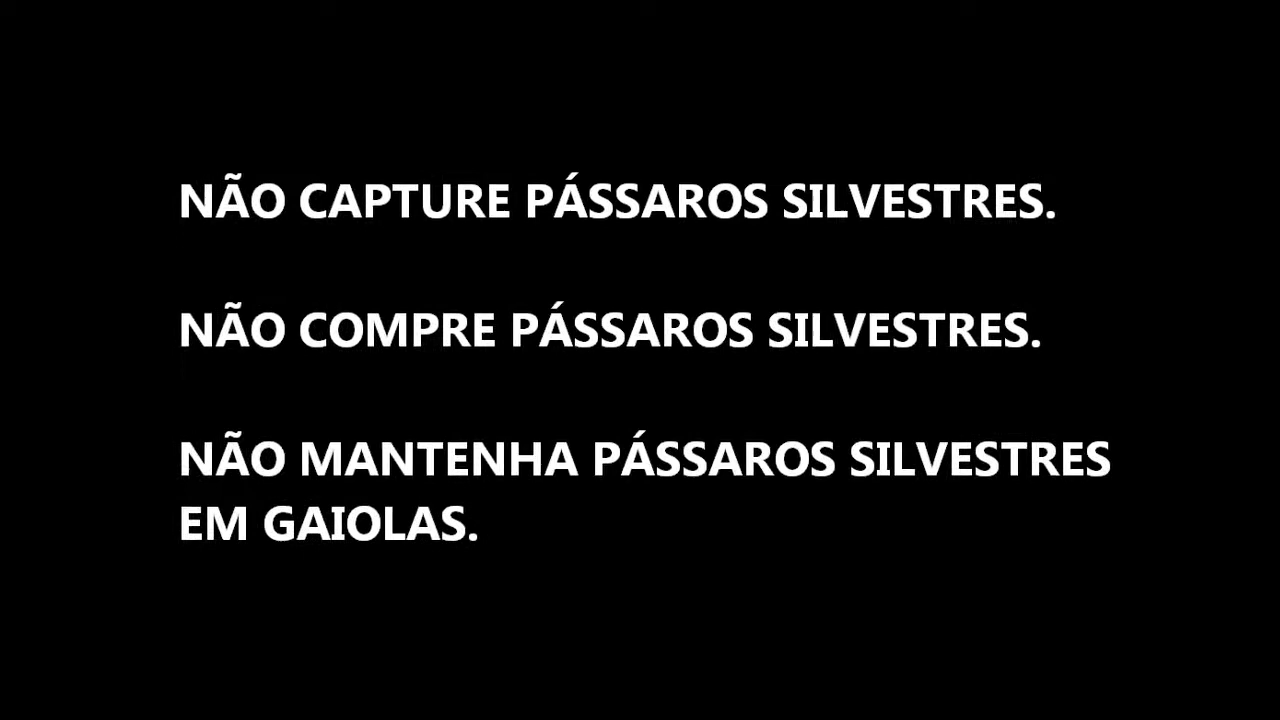 NÃO CAPTURE PÁSSAROS SILVESTRES.
NÃO COMPRE PÁSSAROS SILVESTRES.
NÃO MANTENHA PÁSSAROS SILVESTRES
EM GAIOLAS.